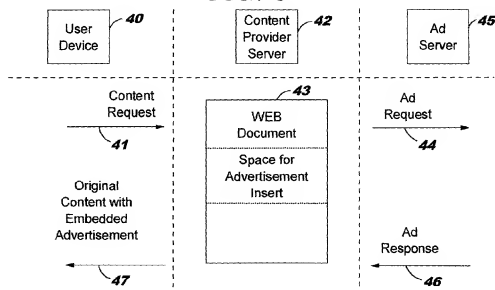 User
Device
40
Content
Provider
Server
42
Ad
Server
45
Content
Request
41
43
WEB
Document
Space for
Advertisement
Insert
Ad
Request
44
Original
Content with
Embedded
Advertisement
47
Ad
Response
46